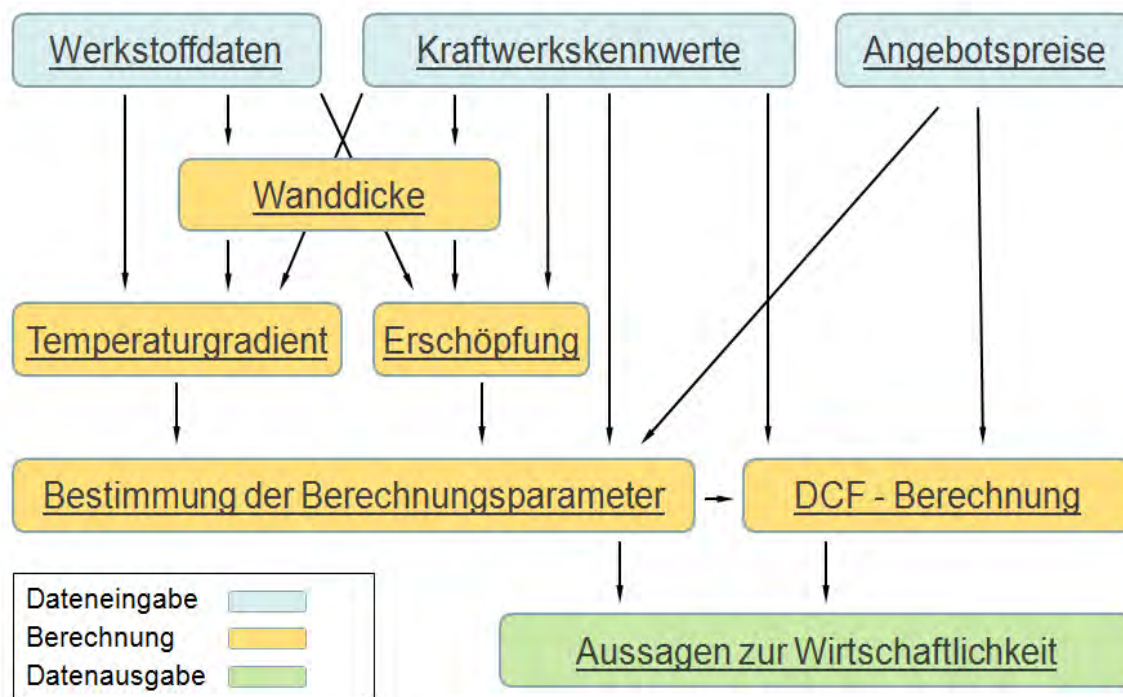 Werkstoffdaten
Kraftwerkskennwerte
Angebotspreise
Wanddicke
Temperaturgradient
Erschöpfung
Bestimmung der Berechnungsparameter
DCF - Berechnung
Dateneingabe
Berechnung
Datenausgabe
Aussagen zur Wirtschaftlichkeit